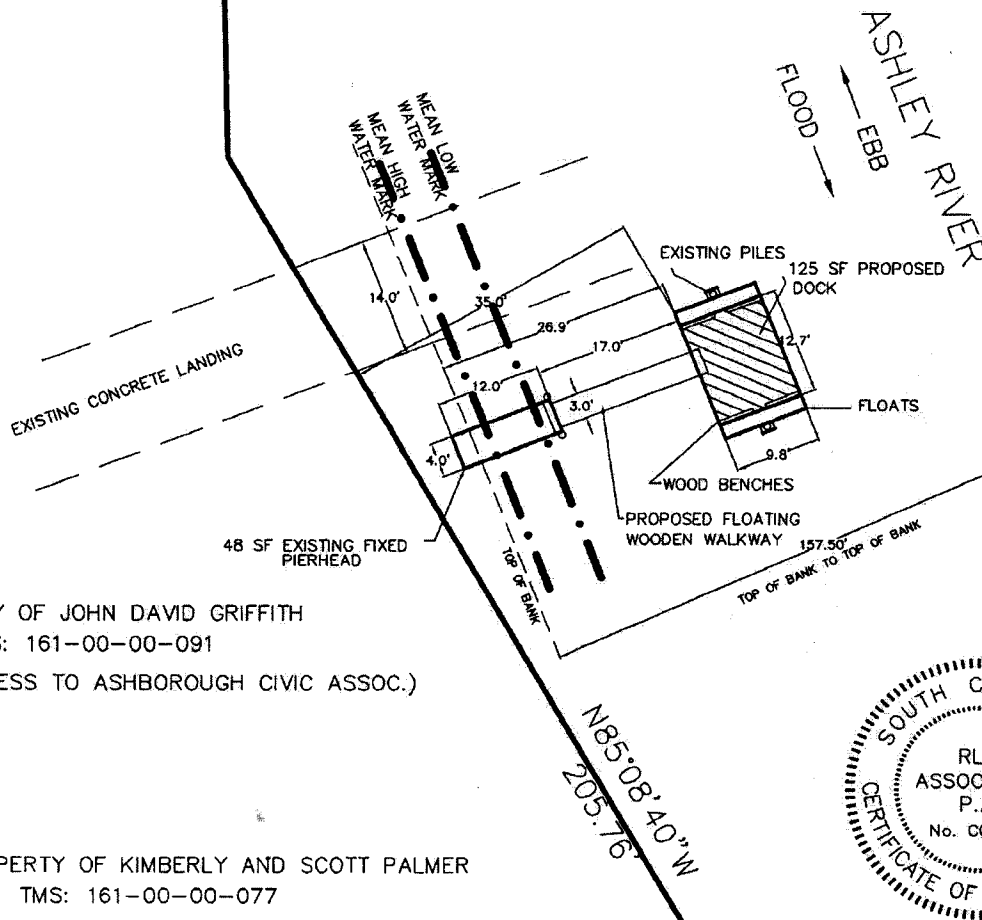 ASHLEY RIVER
EBB
FLOOD
MEAN LOW
WATER MARK
MEAN HIGH
WATER MARK
EXISTING PILES
125 SF PROPOSED
DOCK
14.0'
35.0'
26.9'
17.0'
12.7'
12.0'
3.0'
4.0'
9.8'
EXISTING CONCRETE LANDING
FLOATS
WOOD BENCHES
PROPOSED FLOATING
WOODEN WALKWAY
157.50'
TOP OF BANK TO TOP OF BANK
48 SF EXISTING FIXED
PIERHEAD
TOP OF BANK
Y OF JOHN DAVID GRIFFITH
: 161-00-00-091
ESS TO ASHBOROUGH CIVIC ASSOC.)
N85°08'40"W
205.76'
PERTY OF KIMBERLY AND SCOTT PALMER
TMS: 161-00-00-077
SOUTH C
RL
ASSOC
P.
No. C
CERTIFICATE OF